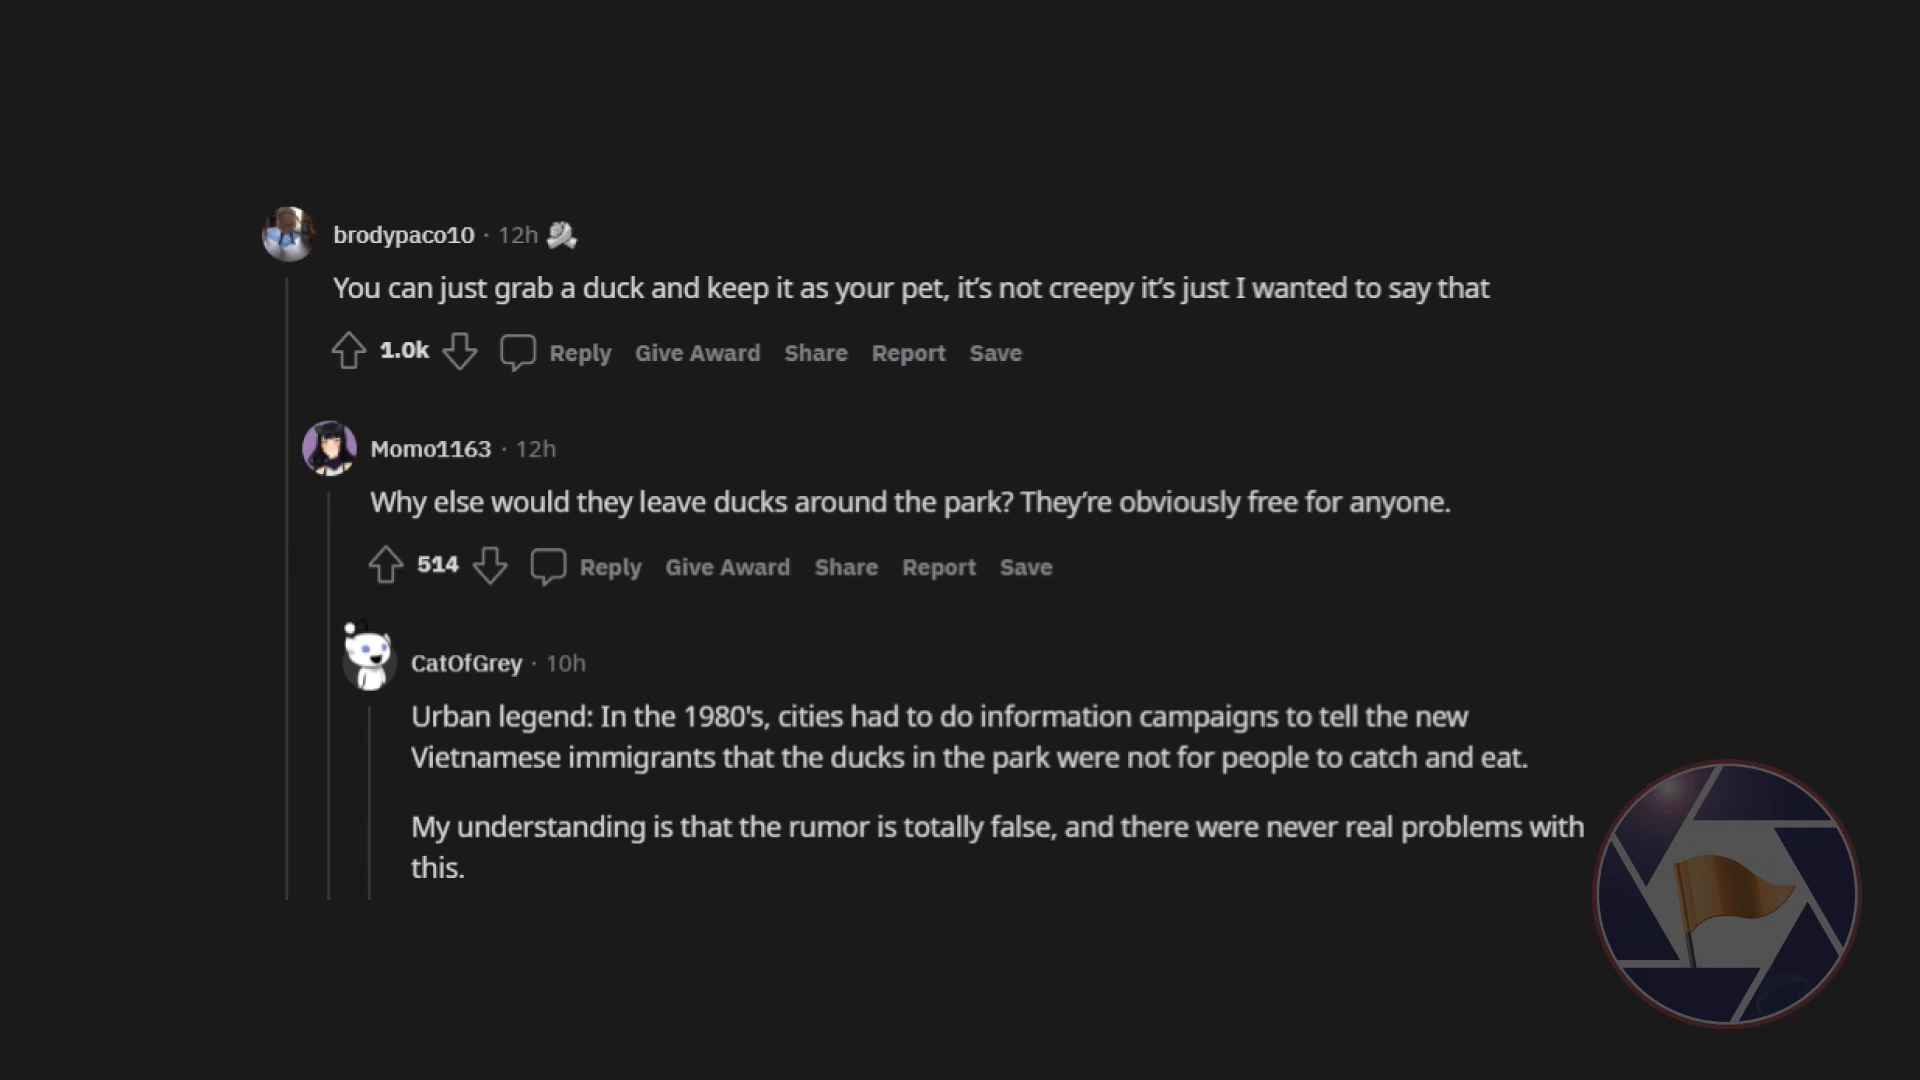 brodypaco10 · 12h
You can just grab a duck and keep it as your pet, it’s not creepy it’s just I wanted to say that
1.0k Reply Give Award Share Report Save
Momo1163 · 12h
Why else would they leave ducks around the park? They’re obviously free for anyone.
514 Reply Give Award Share Report Save
CatOfGrey · 10h
Urban legend: In the 1980's, cities had to do information campaigns to tell the new
Vietnamese immigrants that the ducks in the park were not for people to catch and eat.
My understanding is that the rumor is totally false, and there were never real problems with
this.